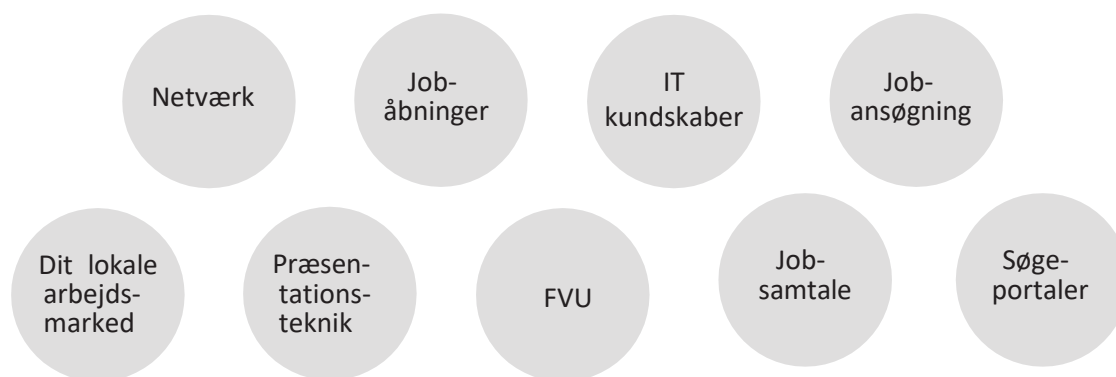 Netværk
Job-
åbninger
IT
kundskaber
Job-
ansøgning
Dit lokale
arbejds-
marked
Præsen-
tations-
teknik
FVU
Job-
samtale
Søge-
portaler